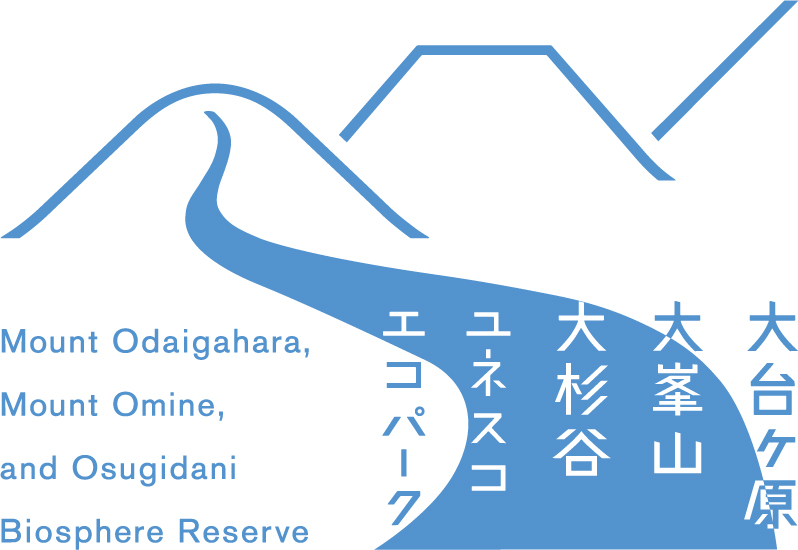 大台ケ原
大峯山
大杉谷
ユネスコ
エコパーク
Mount Odaigahara,
Mount Omine,
and Osugidani
Biosphere Reserve